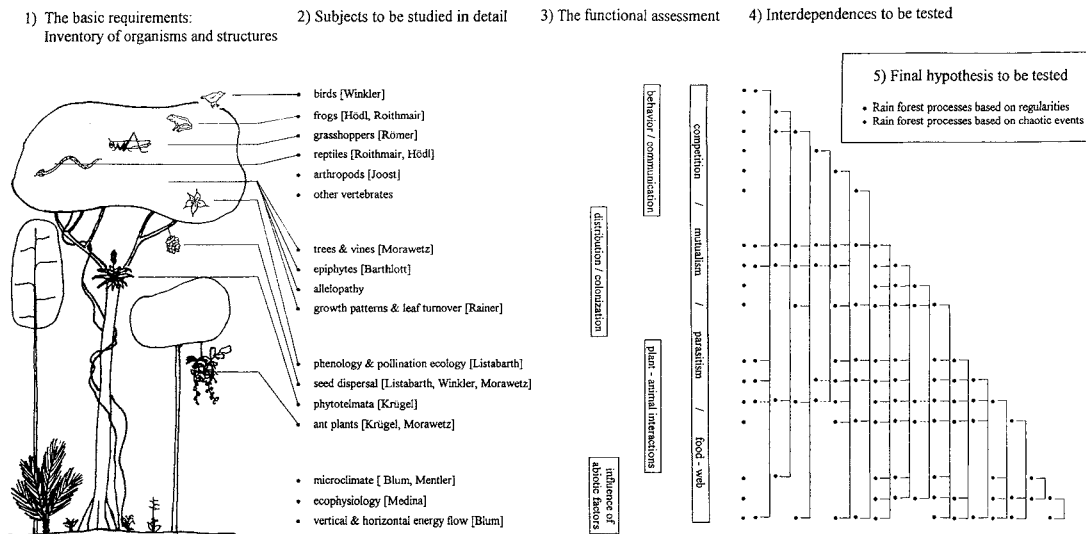 1) The basic requirements:
Inventory of organisms and structures
2) Subjects to be studied in detail
3) The functional assessment
4) Interdependences to be tested
5) Final hypothesis to be tested
• Rain forest processes based on regularities
• Rain forest processes based on chaotic events
• birds [Winkler]
• frogs [Hödl, Roithmair]
• grasshoppers [Römer]
• reptiles [Roithmair, Hödl]
• arthropods [Joost]
• other vertebrates
• trees & vines [Morawetz]
• epiphytes [Barthlott]
• allelopathy
• growth patterns & leaf turnover [Rainer]
• phenology & pollination ecology [Listabarth]
• seed dispersal [Listabarth, Winkler, Morawetz]
• phytotelmata [Krügel]
• ant plants [Krügel, Morawetz]
• microclimate [ Blum, Mentler]
• ecophysiology [Medina]
• vertical & horizontal energy flow [Blum]
behavior / communication
distribution / colonization
plant - animal interactions
influence of
abiotic factors
competition / mutualism / parasitism / food - web